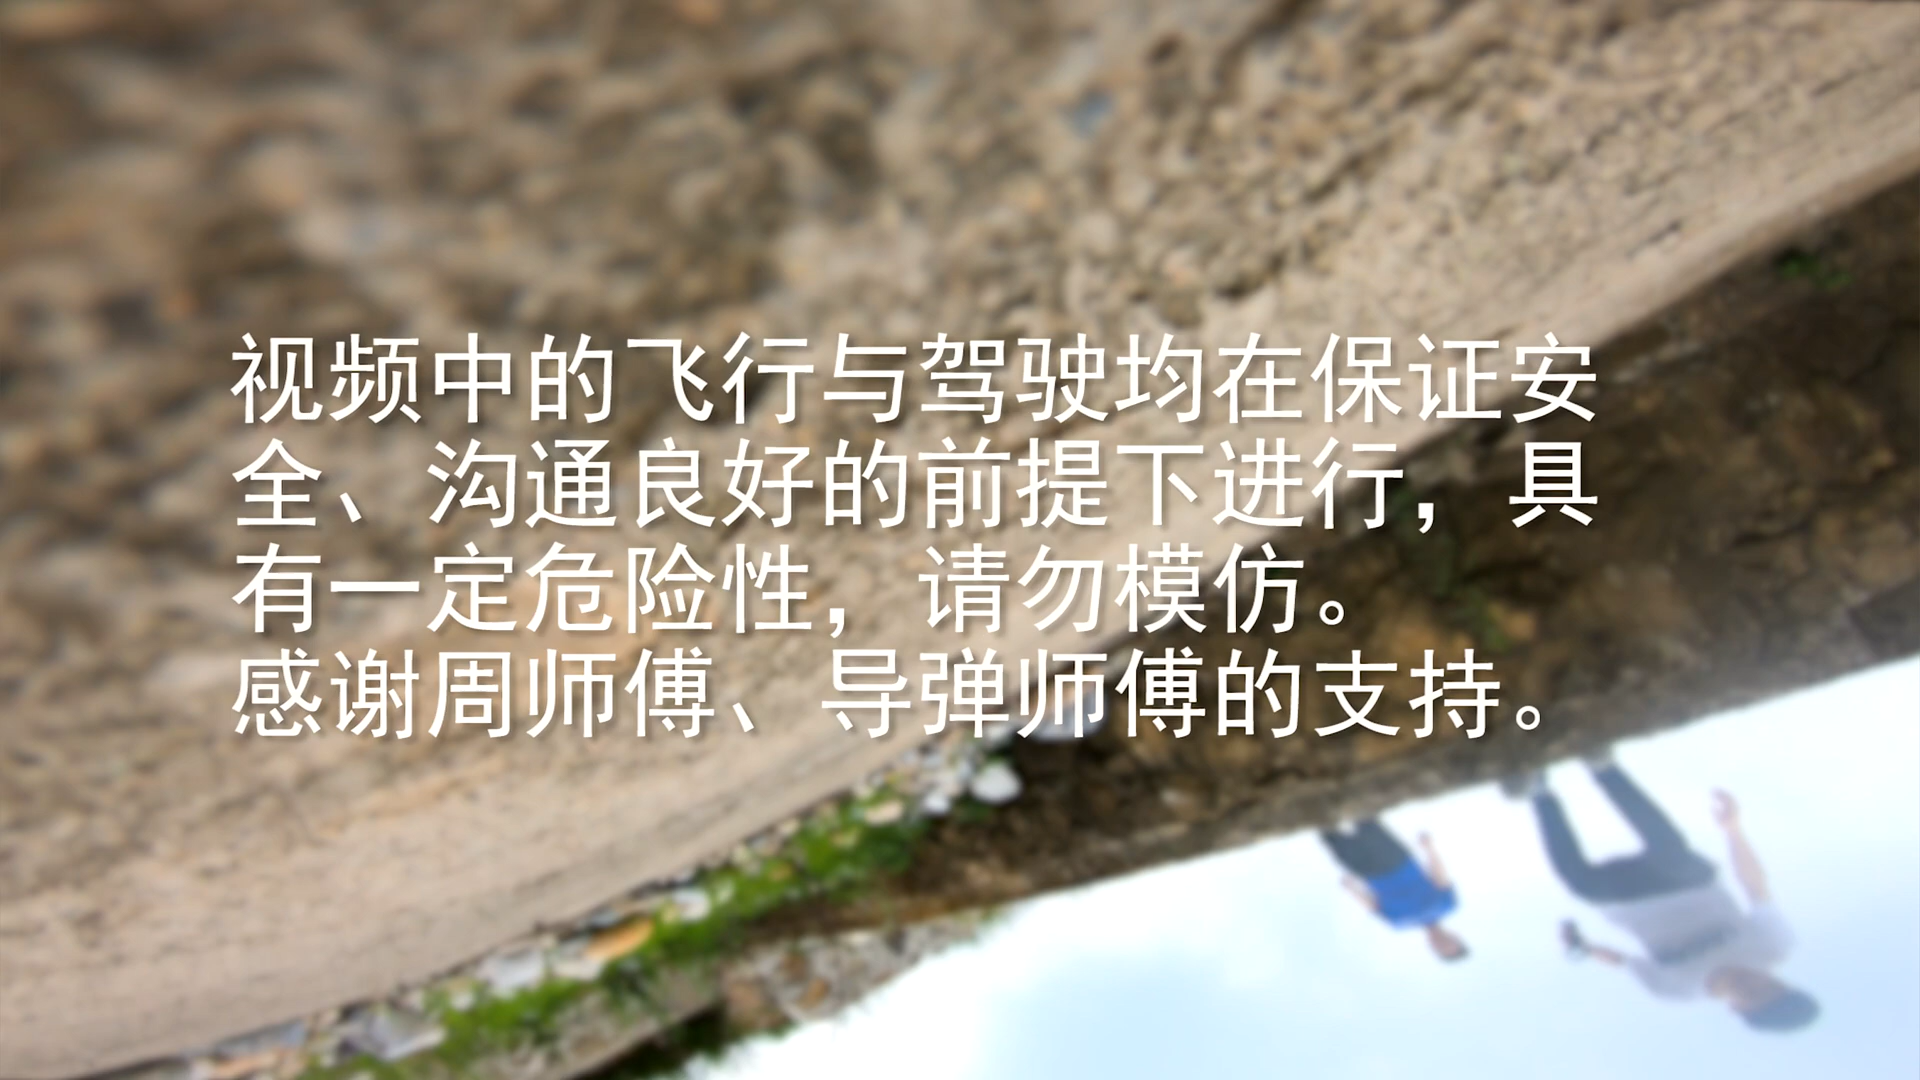 视频中的飞行与驾驶均在保证安
全、沟通良好的前提下进行，具
有一定危险性，请勿模仿。
感谢周师傅、导弹师傅的支持。